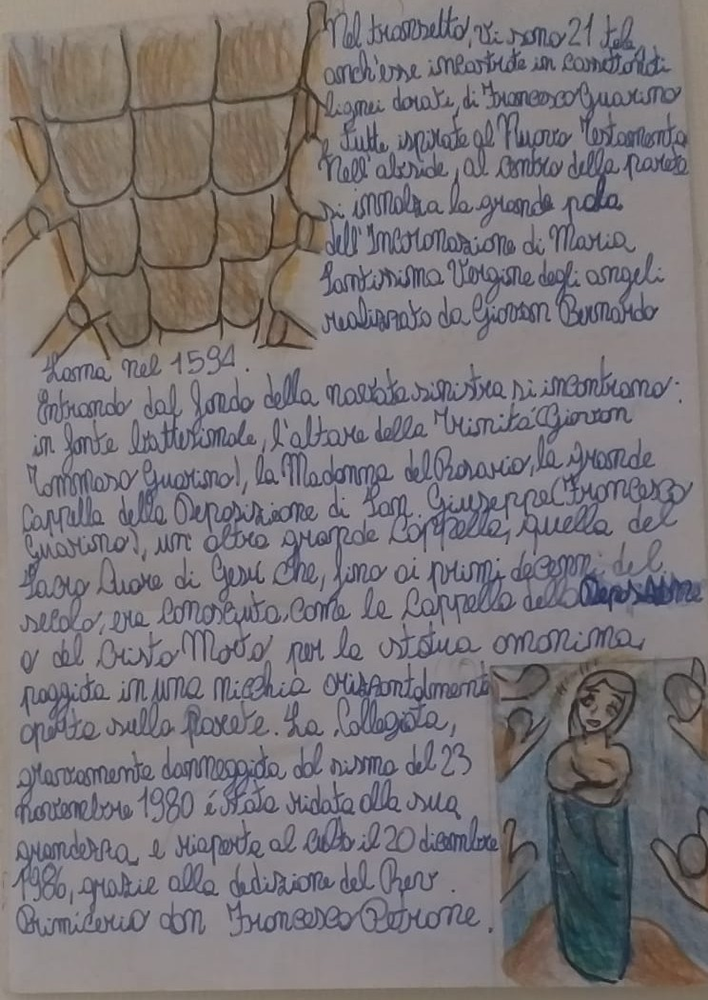 Nel transetto, vi sono 21 tele
anch'esse incastrate in cassettoni
lignei dorati, di Francesco Guarino
e tutte ispirate al Nuovo Testamento
Nell'abside, al centro della parete
si innalza la grande pala
dell'Incoronazione di Maria
Santissima Vergine degli angeli
realizzato da Giovan Bernardo
Lama nel 1594.
Entrando dal fondo della navata sinistra si incontrano:
in fonte battesimale, l'altare della Trinità (Giovan
Tommaso Guarino), la Madonna del Rosario, la grande
Cappella della Deposizione di San. Giuseppe (Francesco
Guarino), un altra grande Cappella, quella del
Sacro Cuore di Gesù che, fino ai primi decenni del
secolo, era conosciuta come la Cappella della Deposizione
o del Cristo Morto per la statua omonima,
poggiata in una nicchia orizzontalmente
aperta sulla parete. La Collegiata,
gravemente danneggiata dal sisma del 23
novembre 1980 é stata ridata alla sua
grandezza e riaperta al culto il 20 dicembre
1986, grazie alla dedizione del Rev.
Primicerio don Francesco Petrone.